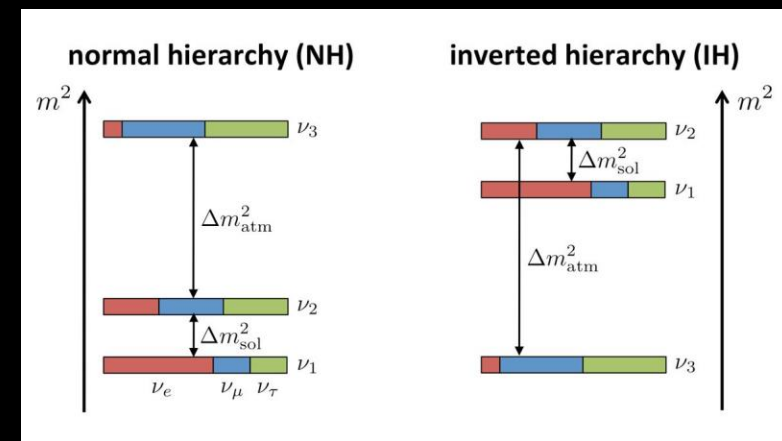 normal hierarchy (NH)
m²
ν₃
Δm²atm
ν₂
Δm²sol
ν₁
νe νμ ντ
inverted hierarchy (IH)
m²
ν₂
Δm²sol
ν₁
Δm²atm
ν₃